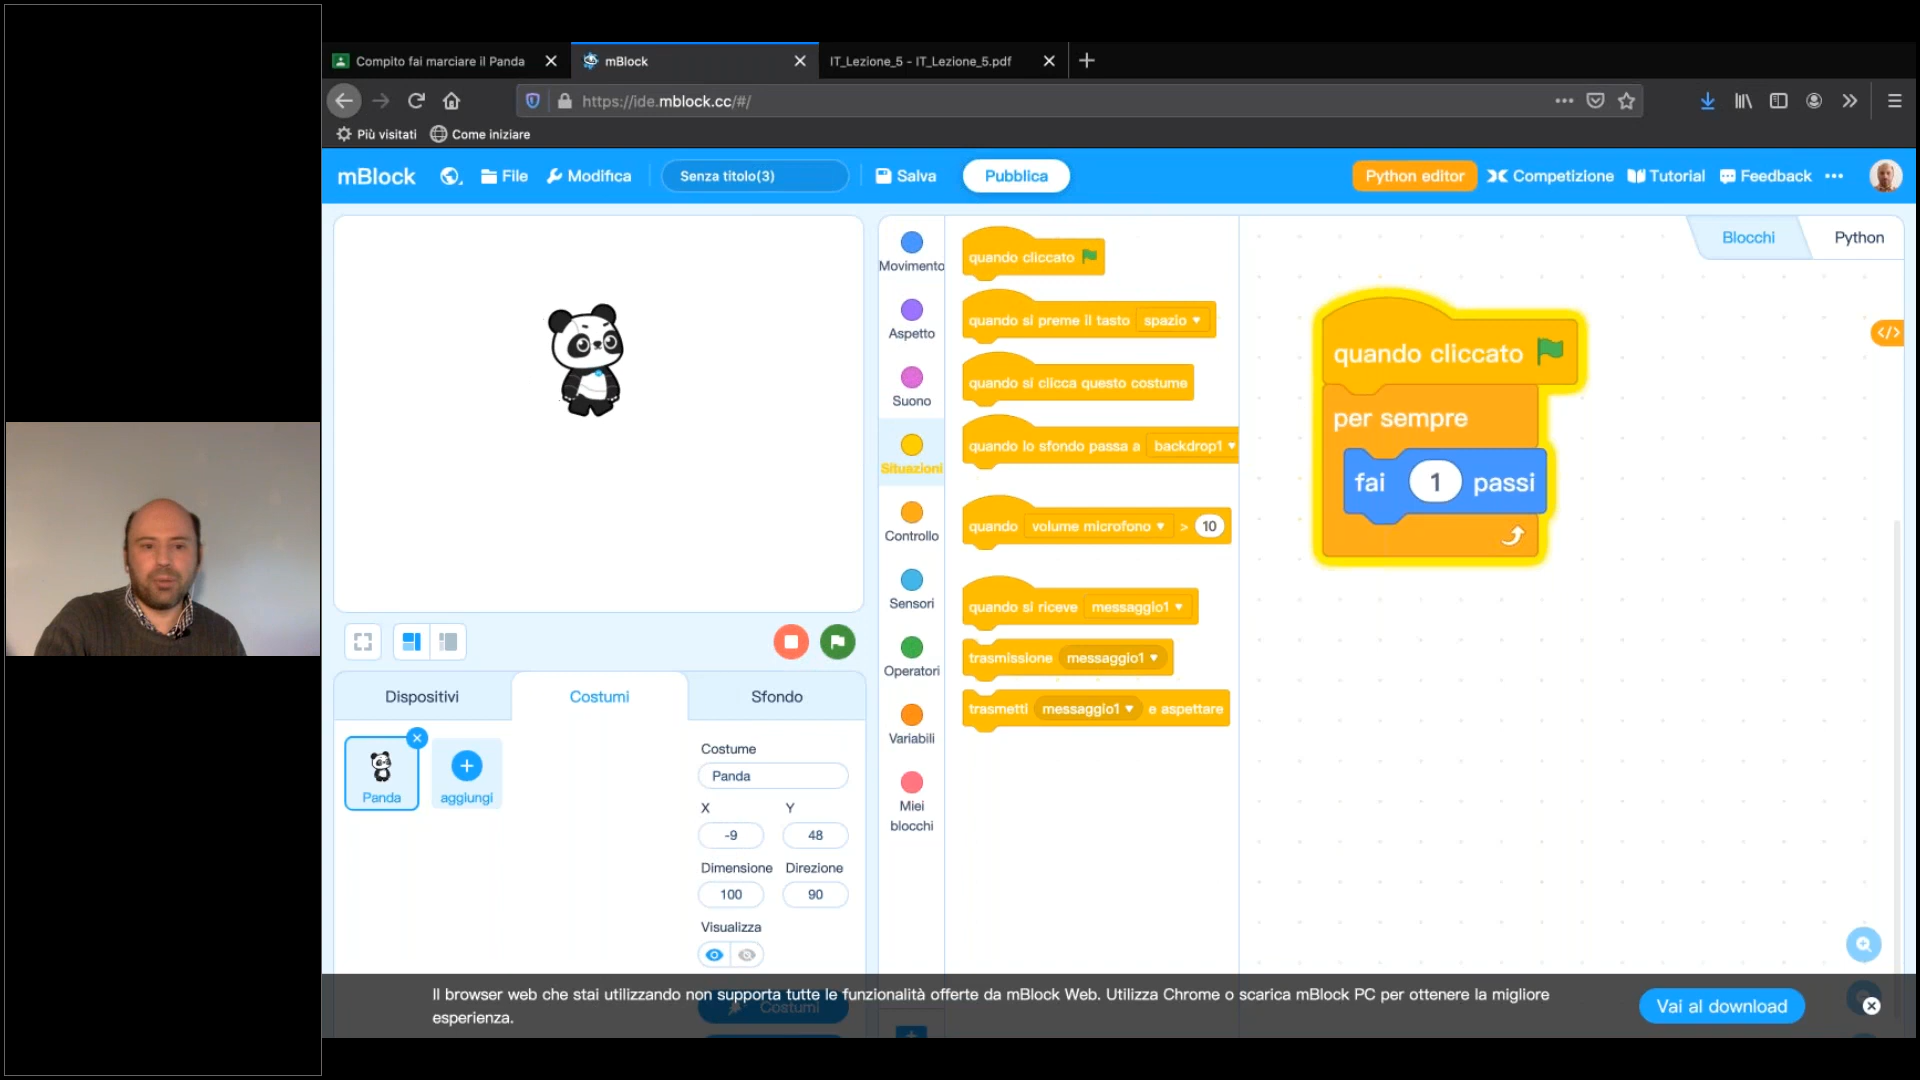 Compito fai marciare il Panda
mBlock
IT_Lezione_5 - IT_Lezione_5.pdf
https://ide.mblock.cc/#/
Più visitati
Come iniziare
mBlock
File
Modifica
Senza titolo(3)
Salva
Pubblica
Python editor
Competizione
Tutorial
Feedback
Movimento
Aspetto
Suono
Situazioni
Controllo
Sensori
Operatori
Variabili
Miei
blocchi
quando cliccato
quando si preme il tasto spazio
quando si clicca questo costume
quando lo sfondo passa a backdrop1
quando volume microfono > 10
quando si riceve messaggio1
trasmissione messaggio1
trasmetti messaggio1 e aspettare
Blocchi
Python
</>
quando cliccato
per sempre
fai 1 passi
Dispositivi
Costumi
Sfondo
Panda
aggiungi
Costume
Panda
X
Y
-9
48
Dimensione
Direzione
100
90
Visualizza
Costumi
Il browser web che stai utilizzando non supporta tutte le funzionalità offerte da mBlock Web. Utilizza Chrome o scarica mBlock PC per ottenere la migliore
esperienza.
Vai al download